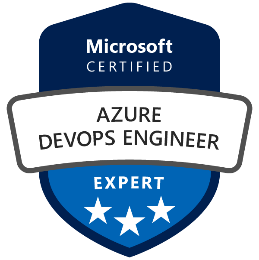 Microsoft
CERTIFIED
AZURE
DEVOPS ENGINEER
EXPERT